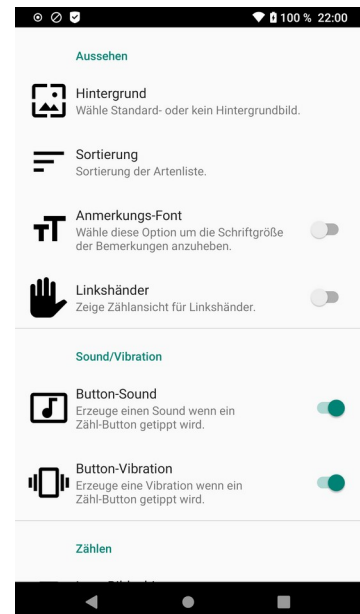 100 % 22:00
Aussehen
Hintergrund
Wähle Standard- oder kein Hintergrundbild.
Sortierung
Sortierung der Artenliste.
Anmerkungs-Font
Wähle diese Option um die Schriftgröße
der Bemerkungen anzuheben.
Linkshänder
Zeige Zählansicht für Linkshänder.
Sound/Vibration
Button-Sound
Erzeuge einen Sound wenn ein
Zähl-Button getippt wird.
Button-Vibration
Erzeuge eine Vibration wenn ein
Zähl-Button getippt wird.
Zählen